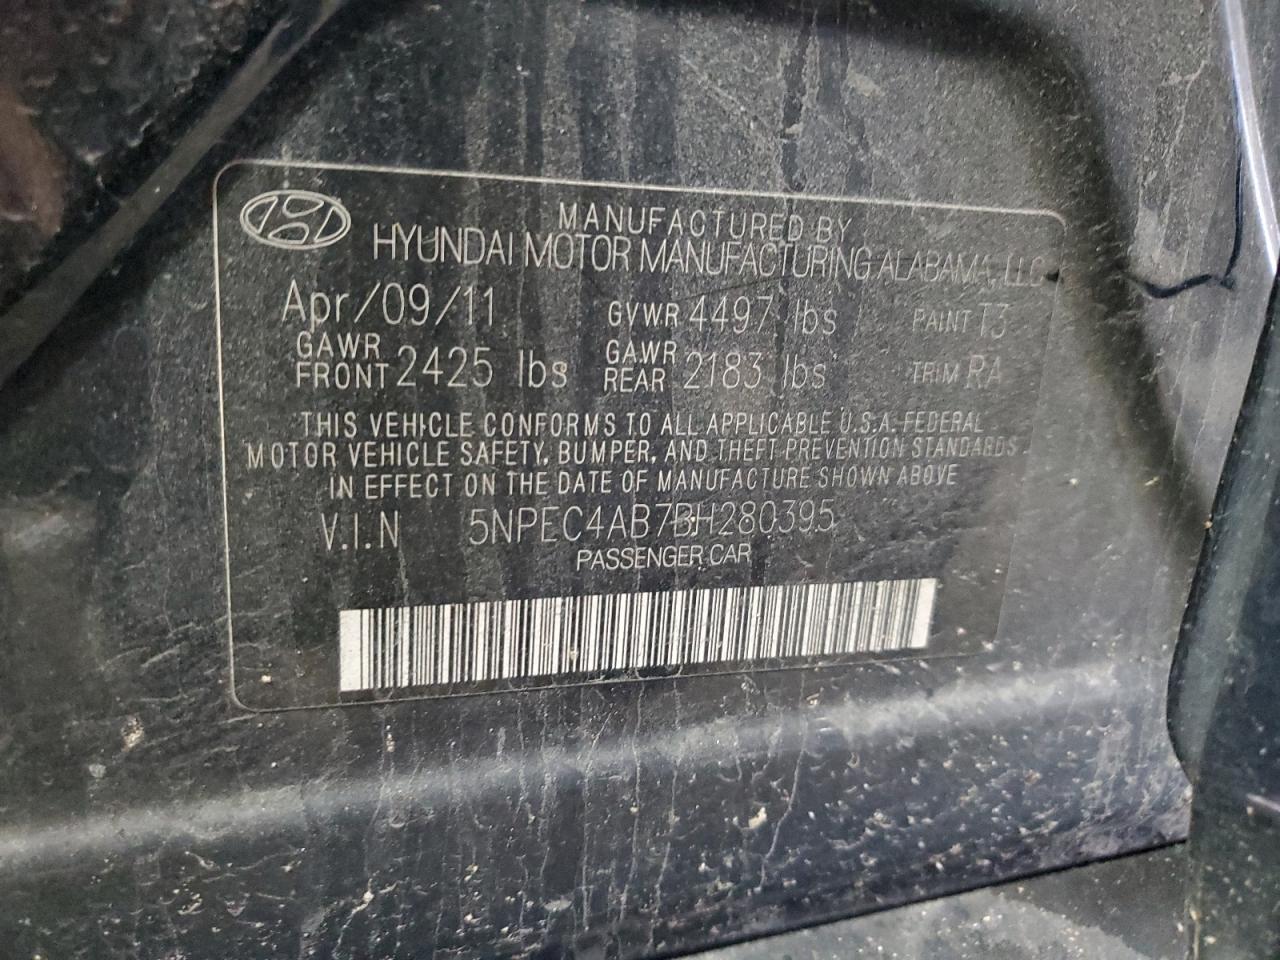 MANUFACTURED BY
HYUNDAI MOTOR MANUFACTURING ALABAMA, LLC
Apr/09/11 GVWR 4497 lbs PAINT T3
GAWR FRONT 2425 lbs GAWR REAR 2183 lbs TRIM RA
THIS VEHICLE CONFORMS TO ALL APPLICABLE U.S.A. FEDERAL
MOTOR VEHICLE SAFETY, BUMPER, AND THEFT PREVENTION STANDARDS
IN EFFECT ON THE DATE OF MANUFACTURE SHOWN ABOVE
V.I.N 5NPEC4AB7BH280395
PASSENGER CAR